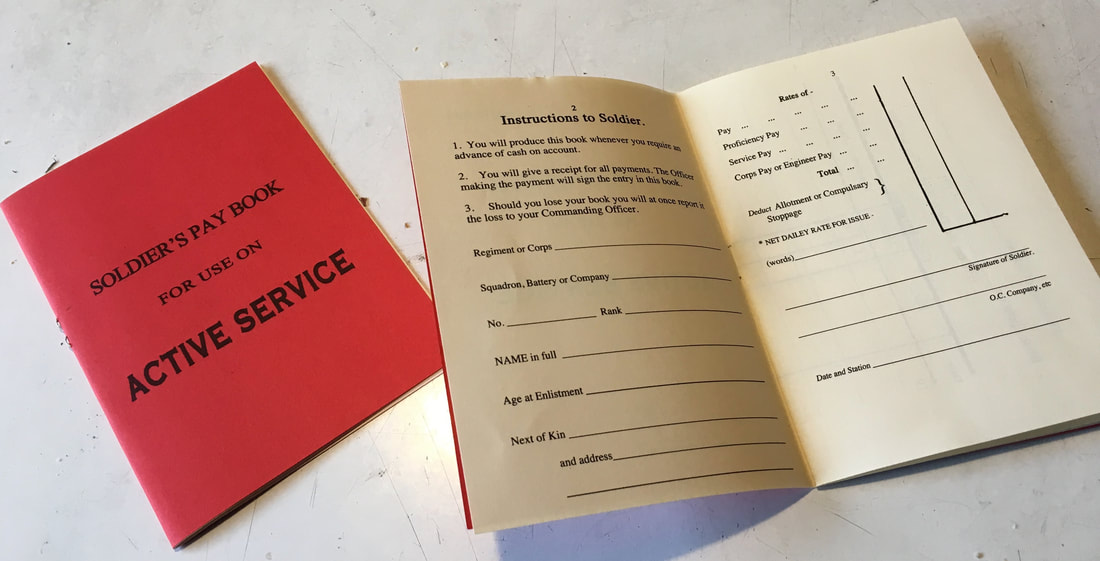 SOLDIER'S PAY BOOK
FOR USE ON
ACTIVE SERVICE
2
Instructions to Soldier.
1. You will produce this book whenever you require an
advance of cash on account.
2. You will give a receipt for all payments. The Officer
making the payment will sign the entry in this book.
3. Should you lose your book you will at once report it
the loss to your Commanding Officer.
Regiment or Corps
Squadron, Battery or Company
No. Rank
NAME in full
Age at Enlistment
Next of Kin
and address
3
Rates of -
Pay ... ... ... ... ...
Proficiency Pay ... ...
Service Pay ... ... ...
Corps Pay or Engineer Pay ... ...
Total ...
Deduct Allotment or Compulsary }
Stoppage
* NET DAILEY RATE FOR ISSUE -
(words)
Signature of Soldier.
O.C. Company, etc
Date and Station